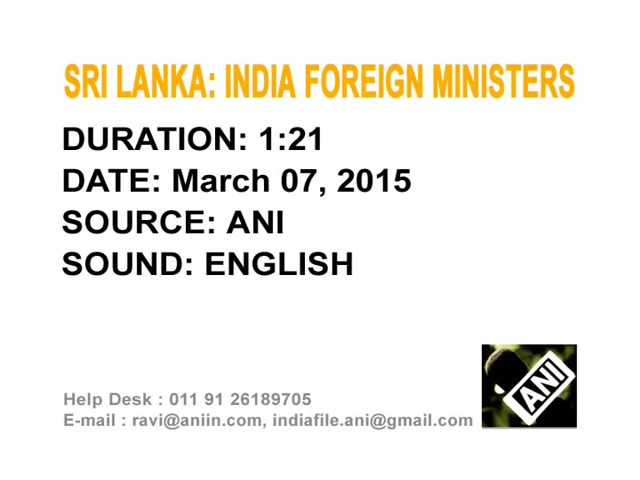 SRI LANKA: INDIA FOREIGN MINISTERS
DURATION: 1:21
DATE: March 07, 2015
SOURCE: ANI
SOUND: ENGLISH
Help Desk : 011 91 26189705
E-mail : ravi@aniin.com, indiafile.ani@gmail.com
ANI